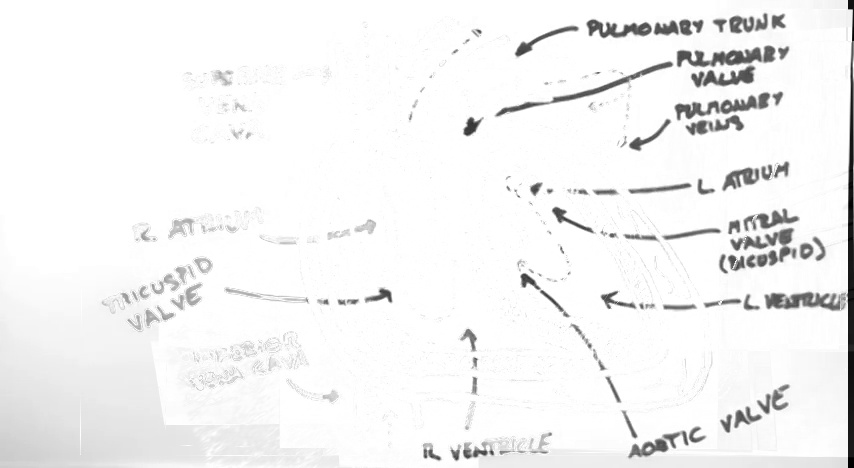 PULMONARY TRUNK
PULMONARY
VALVE
PULMONARY
VEINS
L. ATRIUM
MITRAL
VALVE
(BICUSPID)
L. VENTRICLE
AORTIC VALVE
R. VENTRICLE
INFERIOR
VENA CAVA
TRICUSPID
VALVE
R. ATRIUM
VENA
CAVA